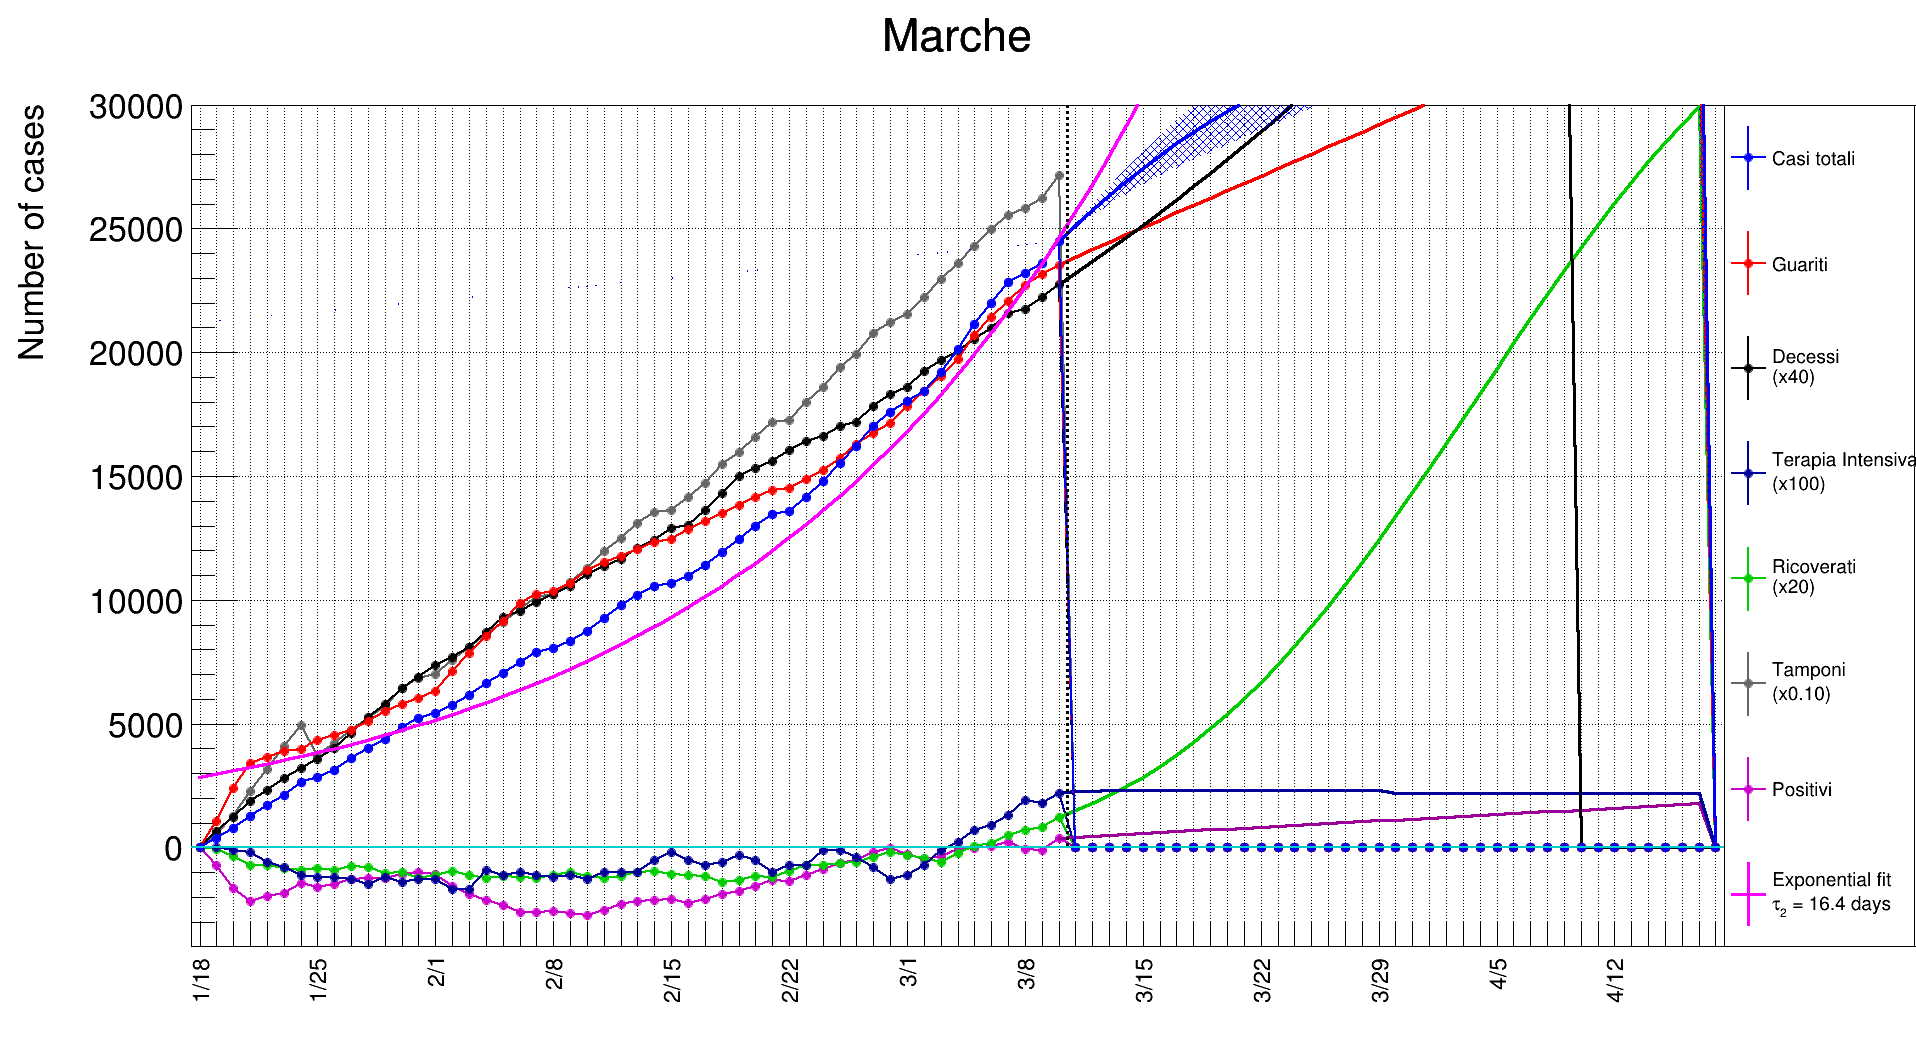 Marche
Number of cases
30000
25000
20000
15000
10000
5000
0
1/18
1/25
2/1
2/8
2/15
2/22
3/1
3/8
3/15
3/22
3/29
4/5
4/12
Casi totali
Guariti
Decessi
(x40)
Terapia Intensiva
(x100)
Ricoverati
(x20)
Tamponi
(x0.10)
Positivi
Exponential fit
τ₂ = 16.4 days